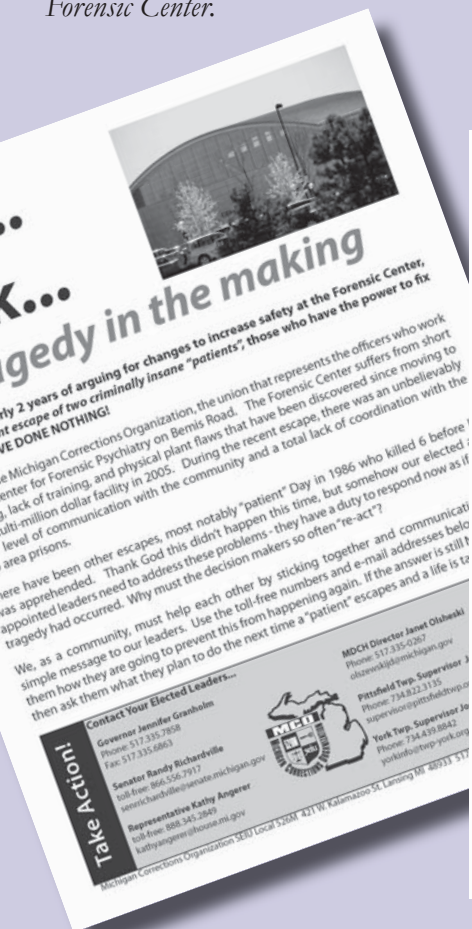 Forensic Center.
...
...
agedy in the making
rly 2 years of arguing for changes to increase safety at the Forensic Center,
nt escape of two criminally insane "patients", those who have the power to fix
VE DONE NOTHING!
e Michigan Corrections Organization, the union that represents the officers who work
enter for Forensic Psychiatry on Bemis Road. The Forensic Center suffers from short
g, lack of training, and physical plant flaws that have been discovered since moving to
ulti-million dollar facility in 2005. During the recent escape, there was an unbelievably
level of communication with the community and a total lack of coordination with the
area prisons.
here have been other escapes, most notably "patient" Day in 1986 who killed 6 before
was apprehended. Thank God this didn't happen this time, but somehow our elected
appointed leaders need to address these problems - they have a duty to respond now as if
tragedy had occurred. Why must the decision makers so often "re-act"?
We, as a community, must help each other by sticking together and communicati
simple message to our leaders. Use the toll-free numbers and e-mail addresses bel
them how they are going to prevent this from happening again. If the answer is still
then ask them what they plan to do the next time a "patient" escapes and a life is ta
Take Action!
Contact Your Elected Leaders...
Governor Jennifer Granholm
Phone: 517.335.7858
Fax: 517.335.6863
Senator Randy Richardville
toll-free: 866.556.7917
senrrichardville@senate.michigan.gov
Representative Kathy Angerer
toll-free: 888.345.2849
kathyangerer@house.mi.gov
MCO
MDCH Director Janet Olsheski
Phone: 517.335-0267
olszewskijd@michigan.gov
Pittsfield Twp. Supervisor J
Phone: 734.822.3135
supervisor@pittsfieldtwp.o
York Twp. Supervisor Jo
Phone: 734.439.8842
yorkinfo@twp-york.org
Michigan Corrections Organization SEIU Local 526M 421 W. Kalamazoo St. Lansing MI 48933 517